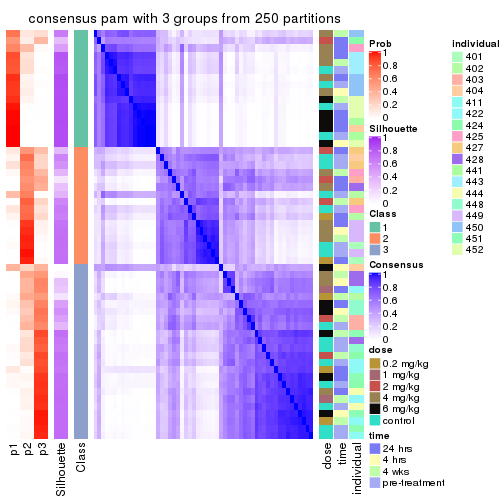 consensus pam with 3 groups from 250 partitions
p1
p2
p3
Silhouette
Class
dose
time
individual
Prob
1
0.8
0.6
0.4
0.2
0
Silhouette
1
0.8
0.6
0.4
0.2
0
Class
1
2
3
Consensus
1
0.8
0.6
0.4
0.2
0
dose
0.2 mg/kg
1 mg/kg
2 mg/kg
4 mg/kg
6 mg/kg
control
time
24 hrs
4 hrs
4 wks
pre-treatment
Individual
401
402
403
404
411
422
424
425
427
428
441
443
444
448
449
450
451
452